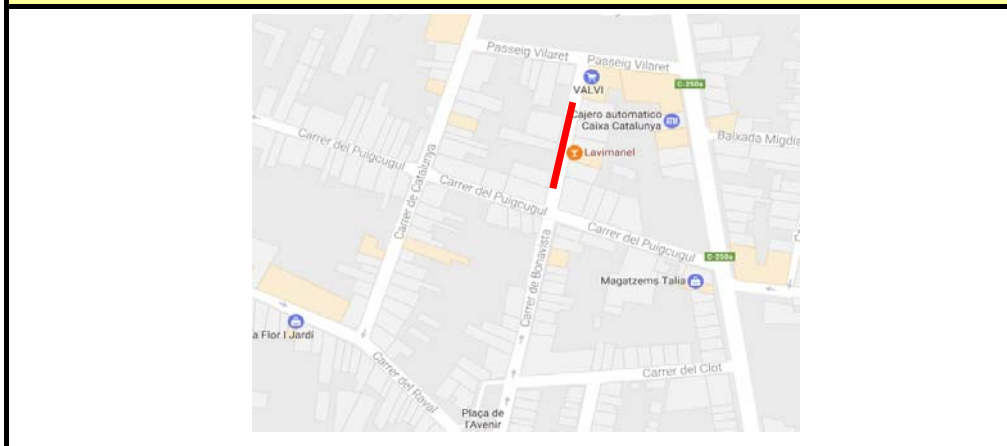 Passeig Vilaret
Passeig Vilaret
VALVI
C-250a
Cajero automatico
Caixa Catalunya
Baixada Migdia
Carrer del Puigcugul
Lavimanel
Carrer de Catalunya
Carrer del Puigcugul
Carrer del Puigcugul
Carrer de Bonavista
C-250a
Magatzems Talia
a Flor I Jardí
Carrer del Raval
Carrer del Clot
Plaça de
l'Avenir